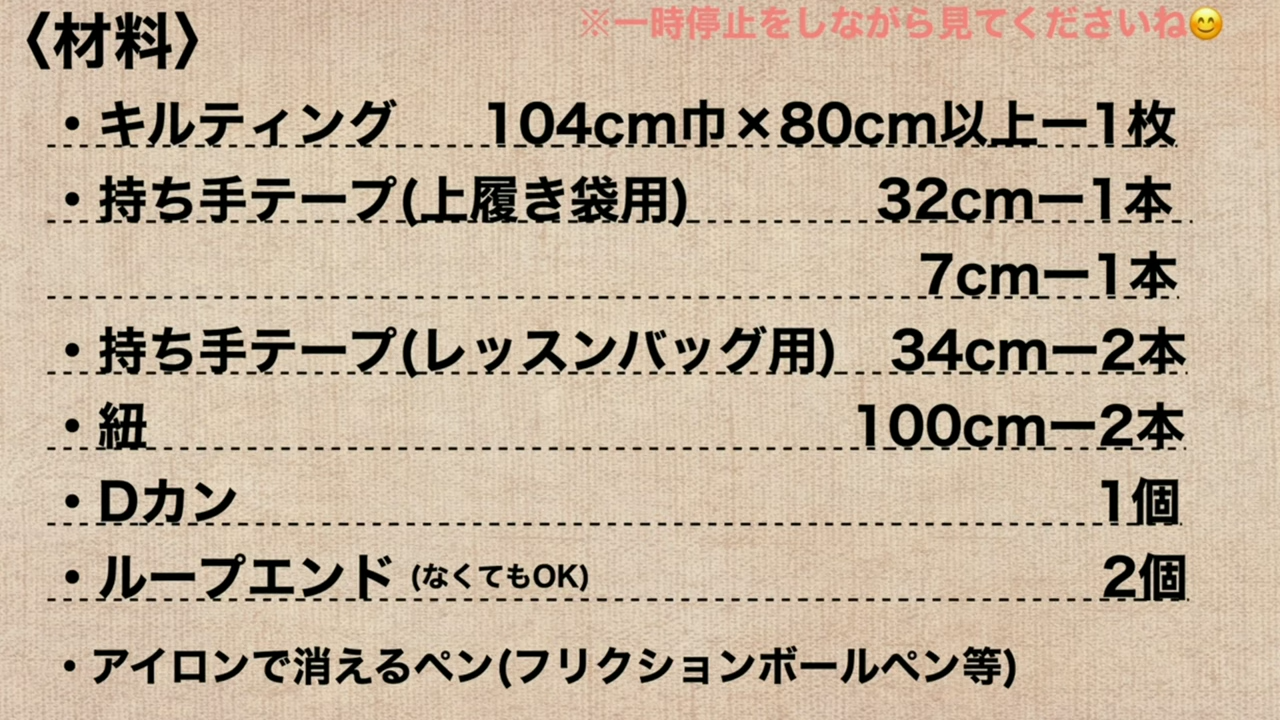 ※一時停止をしながら見てくださいね😊
〈材料〉
・キルティング 104cm巾×80cm以上ー1枚
・持ち手テープ(上履き袋用) 32cmー1本
7cmー1本
・持ち手テープ(レッスンバッグ用) 34cmー2本
・紐 100cmー2本
・Dカン 1個
・ループエンド (なくてもOK) 2個
・アイロンで消えるペン(フリクションボールペン等)